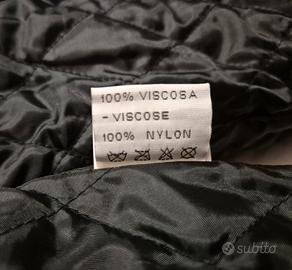 100% VISCOSA
- VISCOSE
100% NYLON
subito